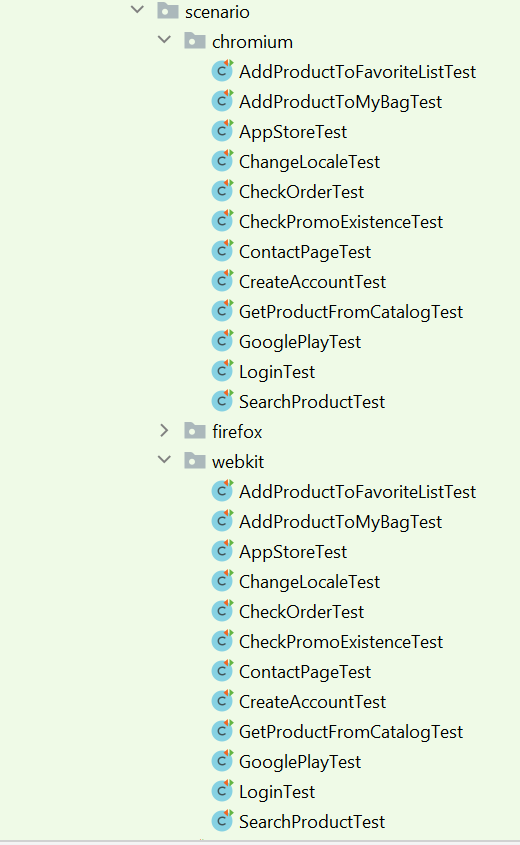 scenario
chromium
AddProductToFavoriteListTest
AddProductToMyBagTest
AppStoreTest
ChangeLocaleTest
CheckOrderTest
CheckPromoExistenceTest
ContactPageTest
CreateAccountTest
GetProductFromCatalogTest
GooglePlayTest
LoginTest
SearchProductTest
firefox
webkit
AddProductToFavoriteListTest
AddProductToMyBagTest
AppStoreTest
ChangeLocaleTest
CheckOrderTest
CheckPromoExistenceTest
ContactPageTest
CreateAccountTest
GetProductFromCatalogTest
GooglePlayTest
LoginTest
SearchProductTest